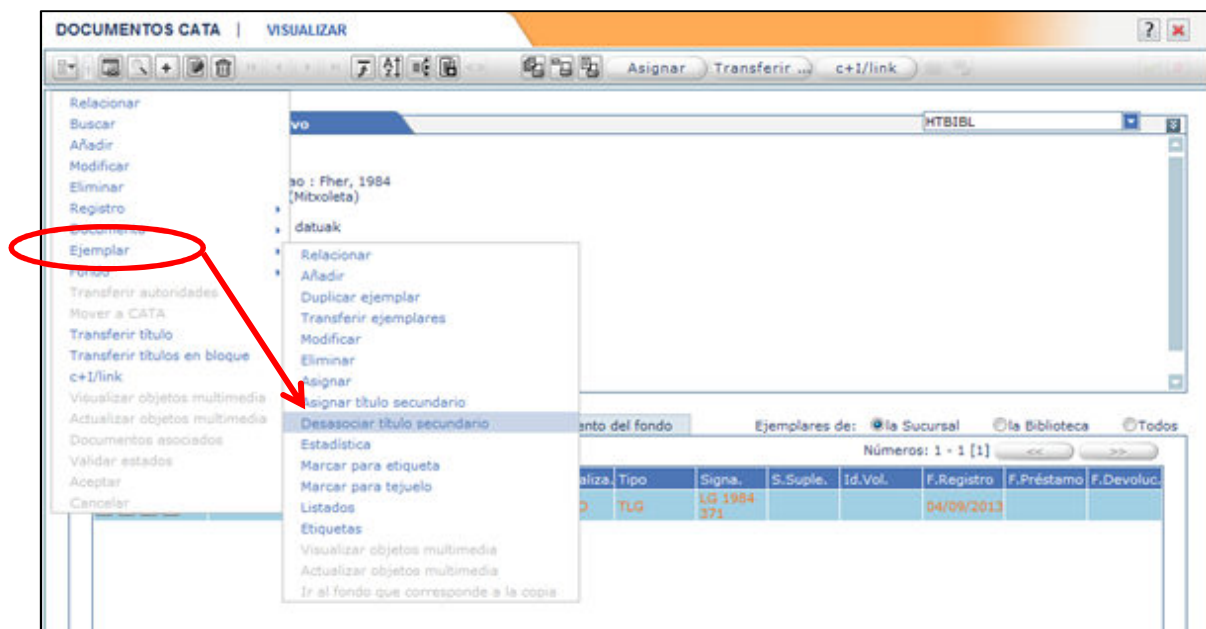 DOCUMENTOS CATA | VISUALIZAR
Asignar Transferir ... c+I/link
Relacionar
Buscar
Añadir
Modificar
Eliminar
Registro
Documento
Ejemplar
Fondo
Transferir autoridades
Mover a CATA
Transferir título
Transferir títulos en bloque
c+I/link
Visualizar objetos multimedia
Actualizar objetos multimedia
Documentos asociados
Validar estados
Aceptar
Cancelar
vo
HTBIBL
ao : Fher, 1984
(Mitxoleta)
datuak
Relacionar
Añadir
Duplicar ejemplar
Transferir ejemplares
Modificar
Eliminar
Asignar
Asignar título secundario
Desasociar título secundario
Estadística
Marcar para etiqueta
Marcar para tejuelo
Listados
Etiquetas
Visualizar objetos multimedia
Actualizar objetos multimedia
Ir al fondo que corresponde a la copia
ento del fondo Ejemplares de: la Sucursal la Biblioteca Todos
Números: 1 - 1 [1] << >>
aliza. Tipo Signa. S.Suple. Id.Vol. F.Registro F.Préstamo F.Devoluc.
TLG LG 1984 371 04/09/2013